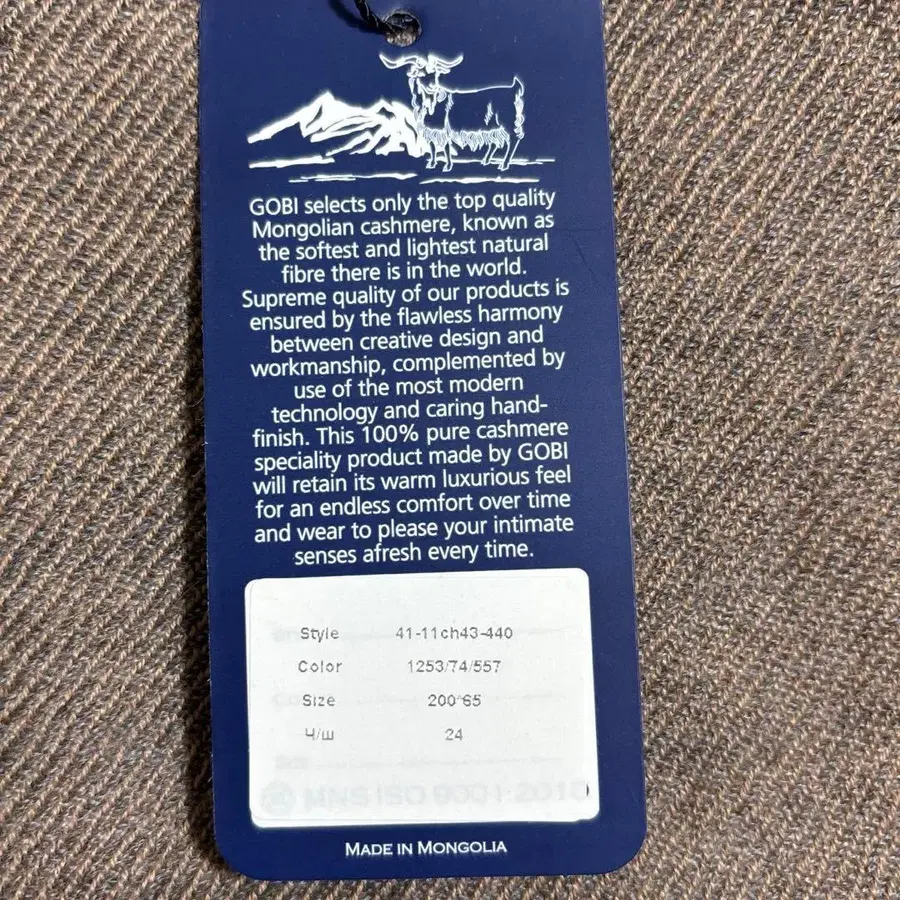 GOBI selects only the top quality
Mongolian cashmere, known as
the softest and lightest natural
fibre there is in the world.
Supreme quality of our products is
ensured by the flawless harmony
between creative design and
workmanship, complemented by
use of the most modern
technology and caring hand-
finish. This 100% pure cashmere
speciality product made by GOBI
will retain its warm luxurious feel
for an endless comfort over time
and wear to please your intimate
senses afresh every time.
Style 41-11ch43-440
Color 1253/74/557
Size 200*65
Ч/ш 24
MNS ISO 9001:2010
MADE IN MONGOLIA